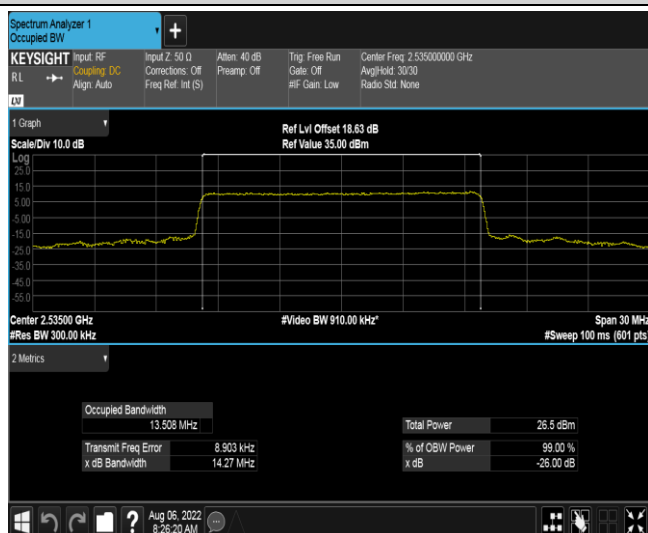 Spectrum Analyzer 1
Occupied BW
+
KEYSIGHT Input: RF Input Z: 50 Ω Atten: 40 dB Trig: Free Run Center Freq: 2.535000000 GHz
RL Coupling: DC Corrections: Off Preamp: Off Gate: Off Avg|Hold: 30/30
Align: Auto Freq Ref: Int (S) #IF Gain: Low Radio Std: None
LXI
1 Graph
Scale/Div 10.0 dB Ref Lvl Offset 18.63 dB
Ref Value 35.00 dBm
Log
25.0
15.0
5.00
-5.00
-15.0
-25.0
-35.0
-45.0
-55.0
Center 2.53500 GHz #Video BW 910.00 kHz* Span 30 MHz
#Res BW 300.00 kHz #Sweep 100 ms (601 pts)
2 Metrics
Occupied Bandwidth
13.508 MHz Total Power 26.5 dBm
Transmit Freq Error 8.903 kHz % of OBW Power 99.00 %
x dB Bandwidth 14.27 MHz x dB -26.00 dB
? Aug 06, 2022
8:26:20 AM